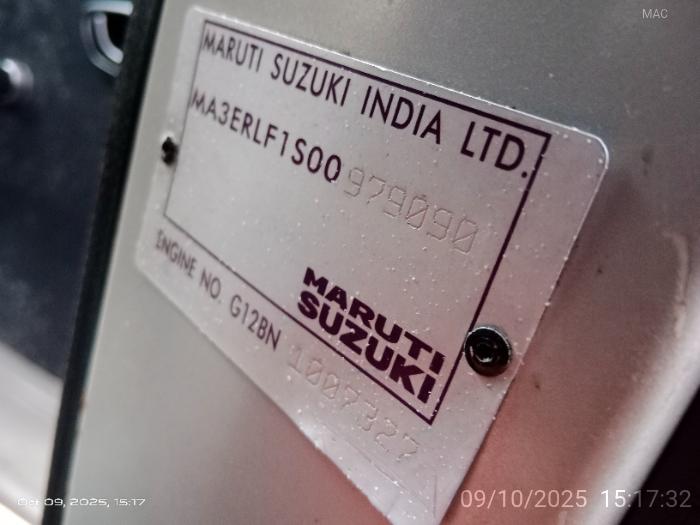 MAC
MARUTI SUZUKI INDIA LTD.
MA3ERLF1S00979090
MARUTI
SUZUKI
ENGINE NO. G12BN 1007327
Oct 09, 2025, 15:17
09/10/2025 15:17:32